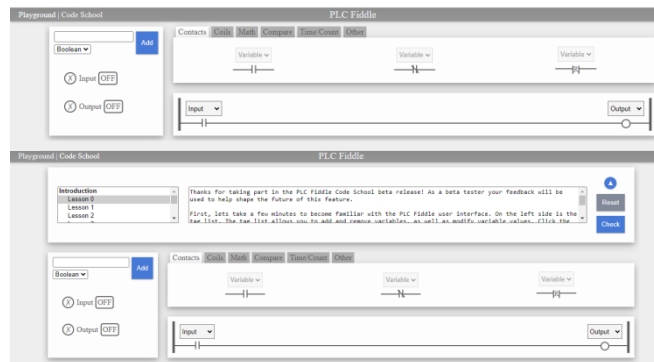 Playground | Code School PLC Fiddle
Add
Boolean
X Input OFF
X Output OFF
Contacts Coils Math Compare Time/Count Other
Variable Variable Variable
Input Output
Playground | Code School PLC Fiddle
Introduction
Lesson 0
Lesson 1
Lesson 2
Thanks for taking part in the PLC Fiddle Code School beta release! As a beta tester your feedback will be
used to help shape the future of this feature.
First, lets take a few minutes to become familiar with the PLC Fiddle user interface. On the left side is the
tag list. The tag list allows you to add and remove variables, as well as modify variable values. Click the
Reset
Check
Add
Boolean
X Input OFF
X Output OFF
Contacts Coils Math Compare Time/Count Other
Variable Variable Variable
Input Output